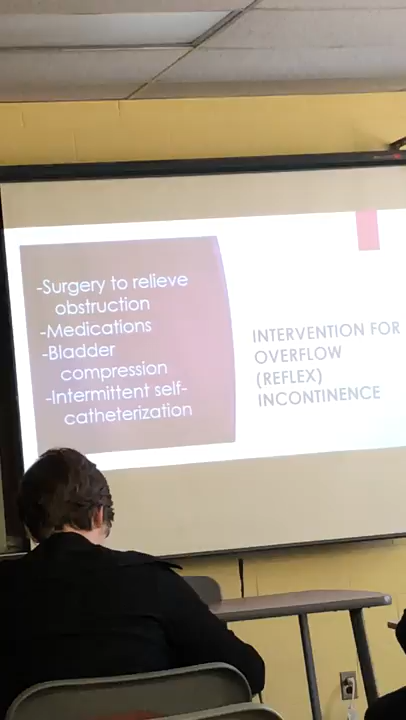 -Surgery to relieve
obstruction
-Medications
-Bladder
compression
-Intermittent self-
catheterization
INTERVENTION FOR
OVERFLOW
(REFLEX)
INCONTINENCE